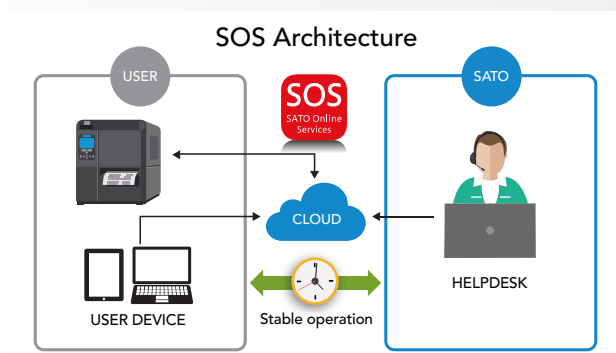 SOS Architecture
USER
SATO
SOS
SATO Online
Services
CLOUD
USER DEVICE
Stable operation
HELPDESK